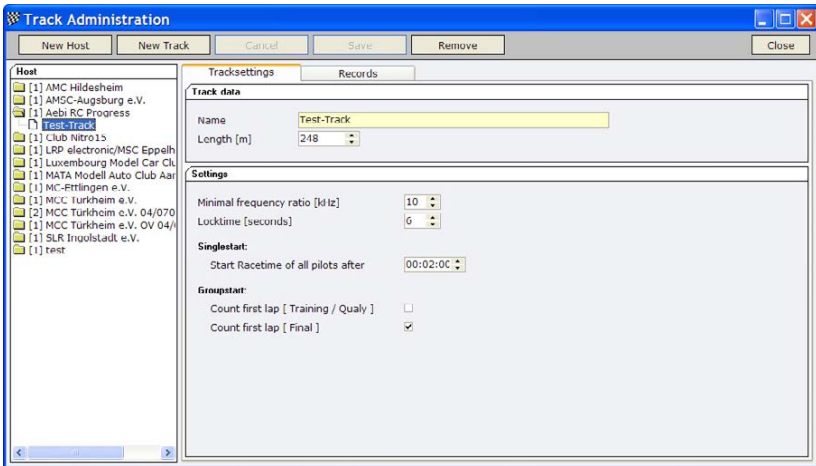 Track Administration
New Host New Track Cancel Save Remove Close
Host
[1] AMC Hildesheim
[1] AMSC-Augsburg e.V.
[1] Aebi RC Progress
Test-Track
[1] Club Nitro15
[1] LRP electronic/MSC Eppelh
[1] Luxembourg Model Car Clu
[1] MATA Modell Auto Club Aar
[1] MC-Ettlingen e.V.
[1] MCC Türkheim e.V.
[2] MCC Türkheim e.V. 04/070
[1] MCC Türkheim e.V. OV 04/
[1] SLR Ingolstadt e.V.
[1] test
Tracksettings Records
Track data
Name Test-Track
Length [m] 248
Settings
Minimal frequency ratio [kHz] 10
Locktime [seconds] 6
Singlestart:
Start Racetime of all pilots after 00:02:00
Groupstart:
Count first lap [ Training / Qualy ]
Count first lap [ Final ]